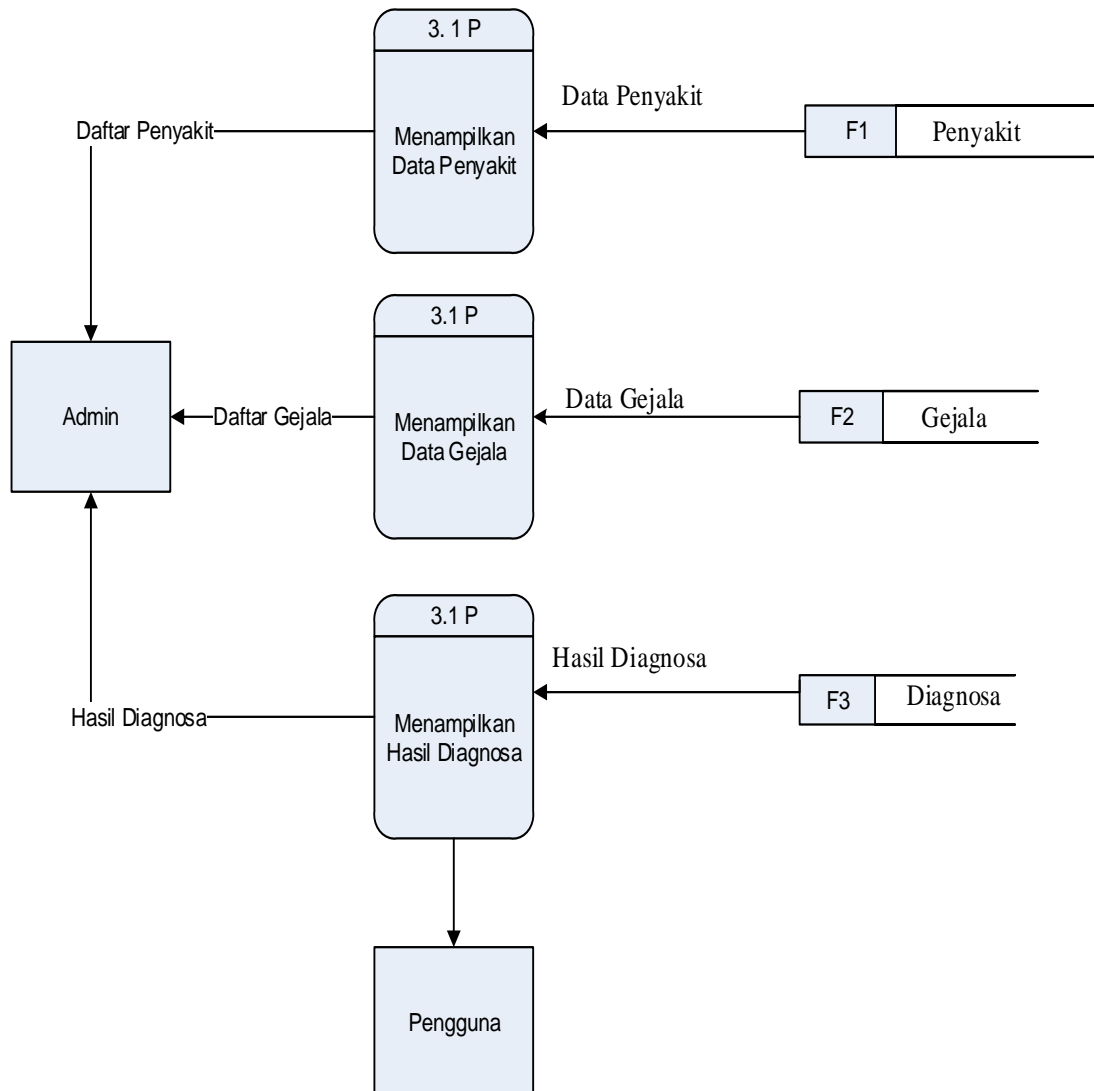 3. 1 P
Data Penyakit
Daftar Penyakit
Menampilkan
Data Penyakit
F1
Penyakit
3.1 P
Data Gejala
Admin
Daftar Gejala
Menampilkan
Data Gejala
F2
Gejala
3.1 P
Hasil Diagnosa
Hasil Diagnosa
Menampilkan
Hasil Diagnosa
F3
Diagnosa
Pengguna